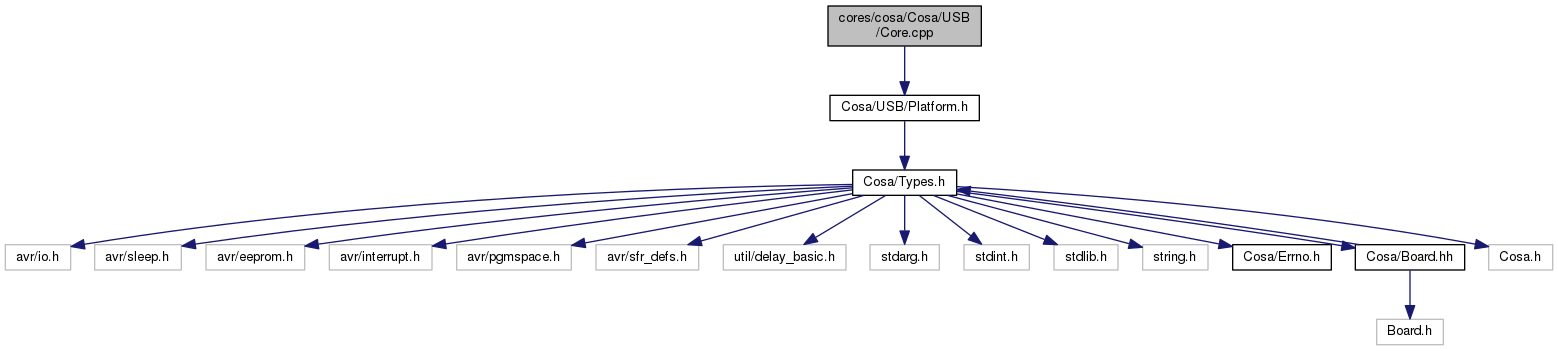 cores/cosa/Cosa/USB
/Core.cpp
Cosa/USB/Platform.h
Cosa/Types.h
avr/io.h
avr/sleep.h
avr/eeprom.h
avr/interrupt.h
avr/pgmspace.h
avr/sfr_defs.h
util/delay_basic.h
stdarg.h
stdint.h
stdlib.h
string.h
Cosa/Errno.h
Cosa/Board.hh
Cosa.h
Board.h